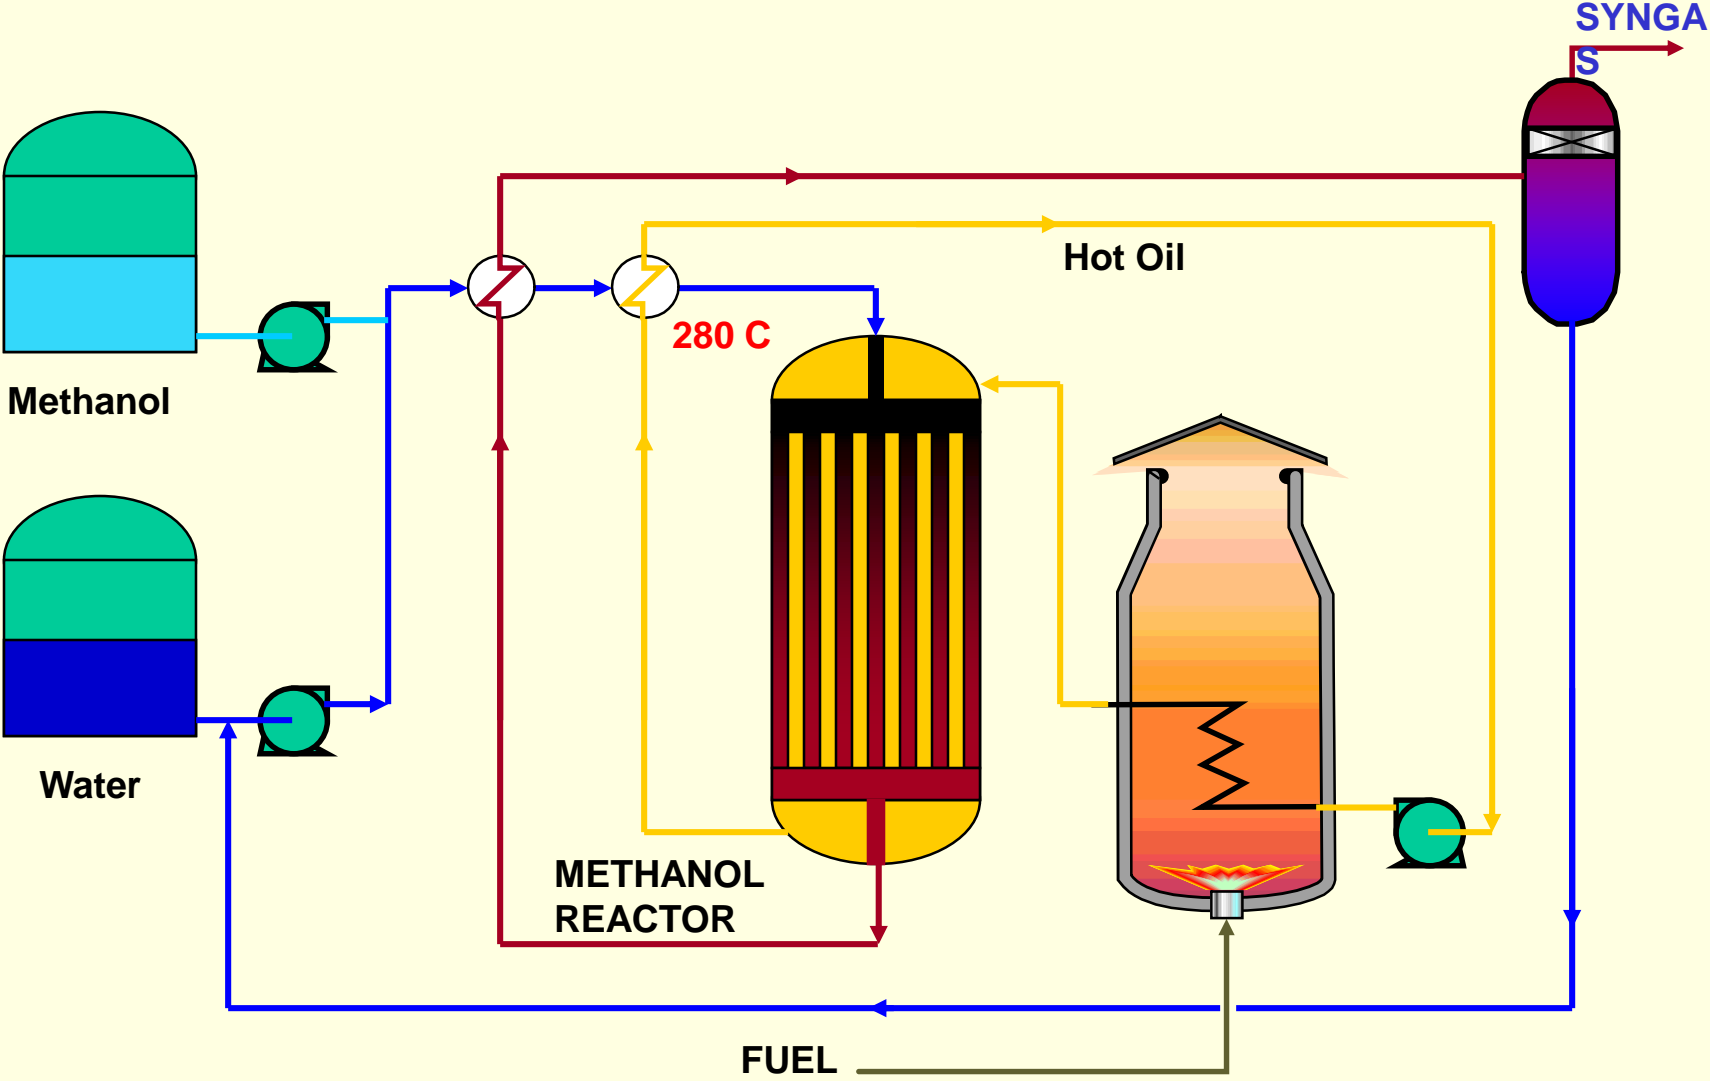 SYNGA
S
Hot Oil
280 C
Methanol
Water
METHANOL
REACTOR
FUEL